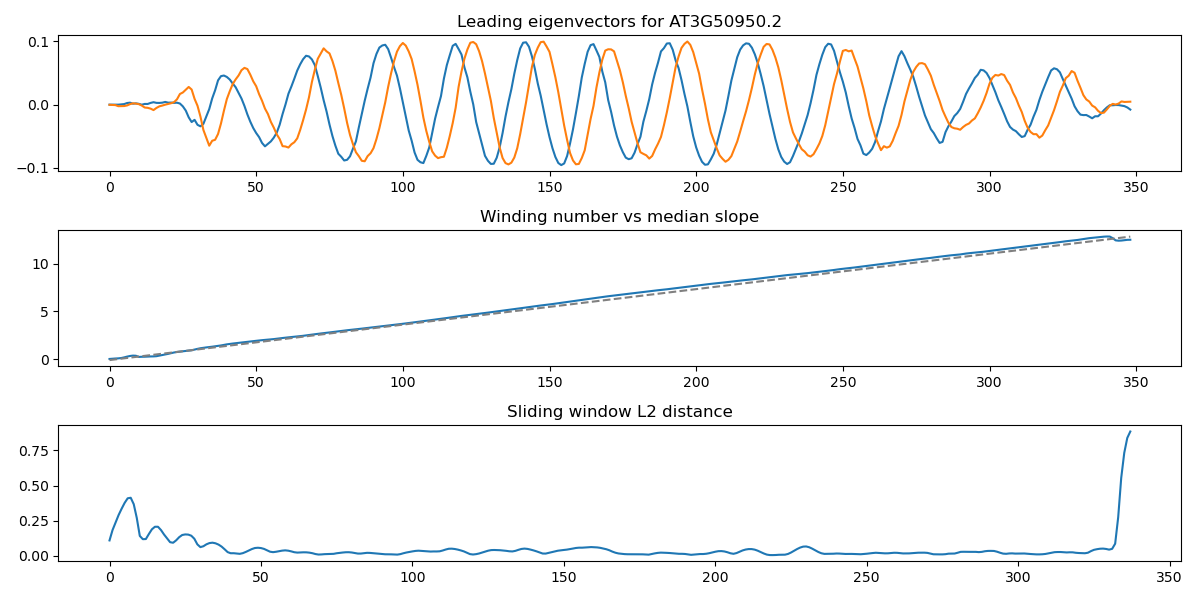 Leading eigenvectors for AT3G50950.2
0.1
0.0
−0.1
0 50 100 150 200 250 300 350
Winding number vs median slope
10
5
0
0 50 100 150 200 250 300 350
Sliding window L2 distance
0.75
0.50
0.25
0.00
0 50 100 150 200 250 300 350